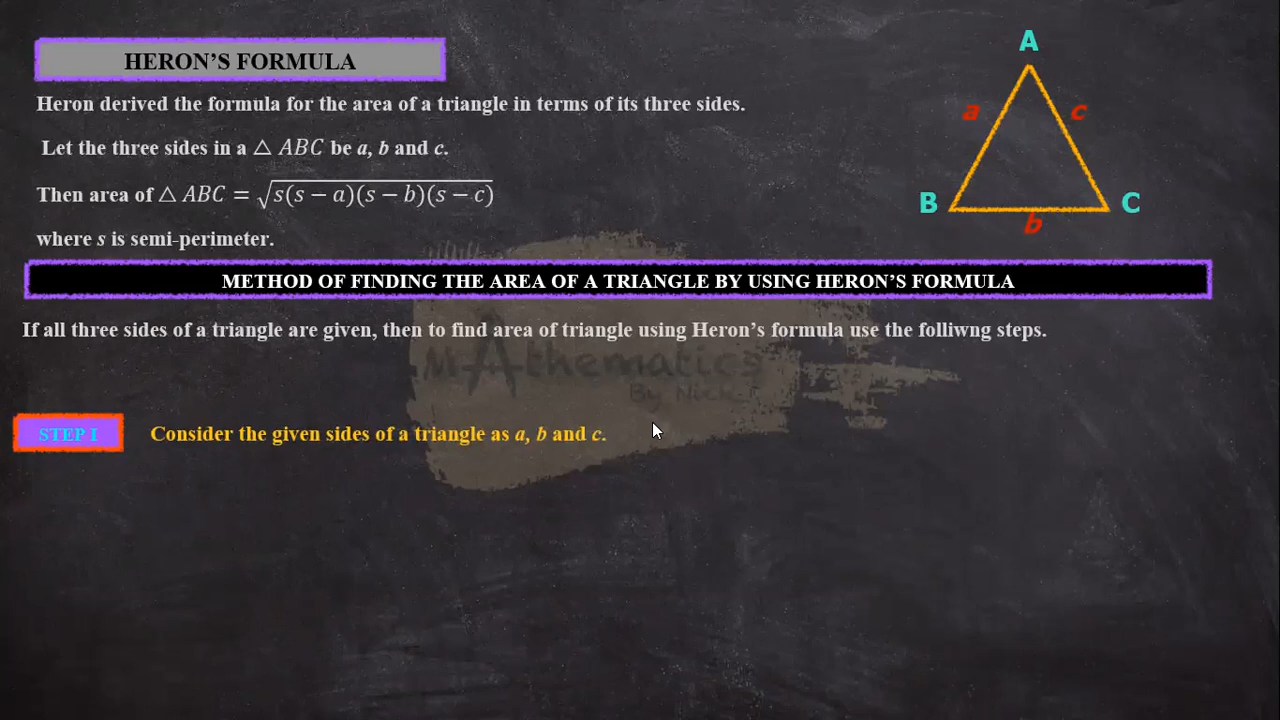 HERON'S FORMULA
Heron derived the formula for the area of a triangle in terms of its three sides.
Let the three sides in a △ ABC be a, b and c.
Then area of △ ABC = √s(s − a)(s − b)(s − c)
where s is semi-perimeter.
A
a
c
B
C
b
METHOD OF FINDING THE AREA OF A TRIANGLE BY USING HERON'S FORMULA
If all three sides of a triangle are given, then to find area of triangle using Heron's formula use the folliwng steps.
MAthematics
By Nick
STEP I Consider the given sides of a triangle as a, b and c.